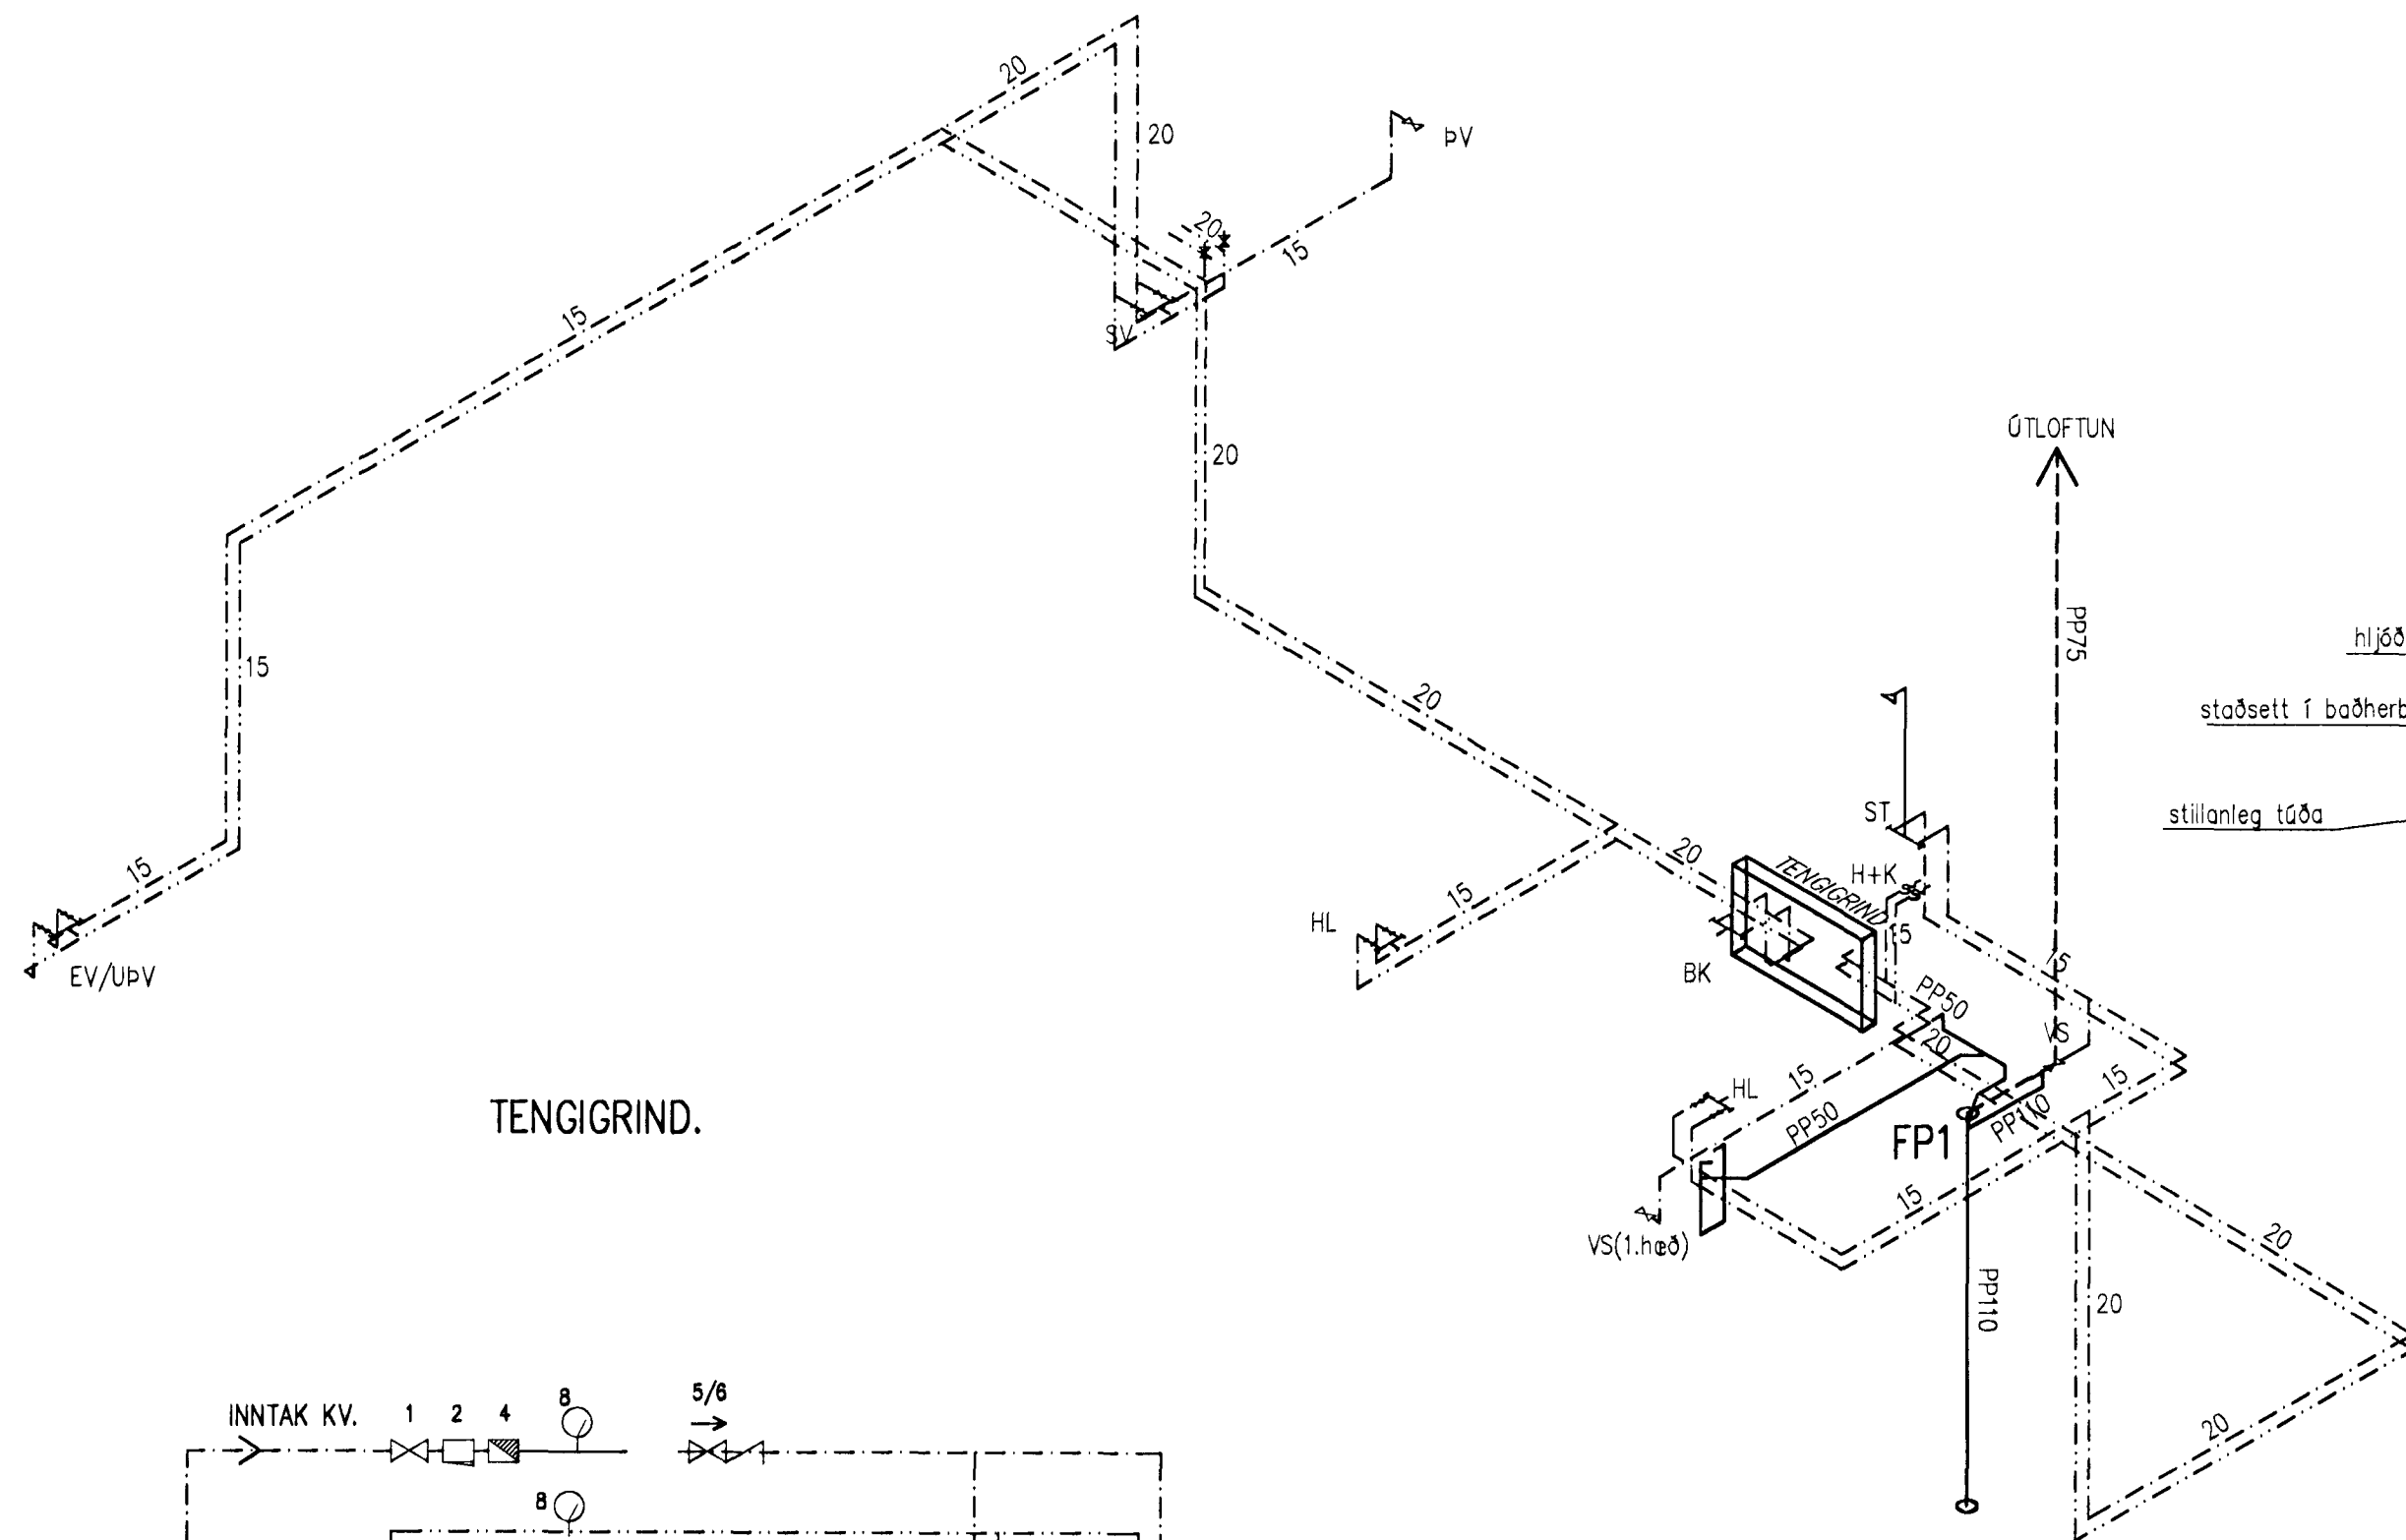 20
20
ÞV
20
15
15
SV
20
ÚTLOFTUN
PP75
hljóð
15
staðsett í baðherb
20
stillanleg túða
ST
20
TENGIGRIND
H+K
15
15
HL
15
EV/UÞV
BK
15
PP50
20
VS
15
HL
15
PP50
PP110
FP1
TENGIGRIND.
15
VS(1.hæð)
20
PP110
20
20
INNTAK KV.
1
2
4
8
5/6
8